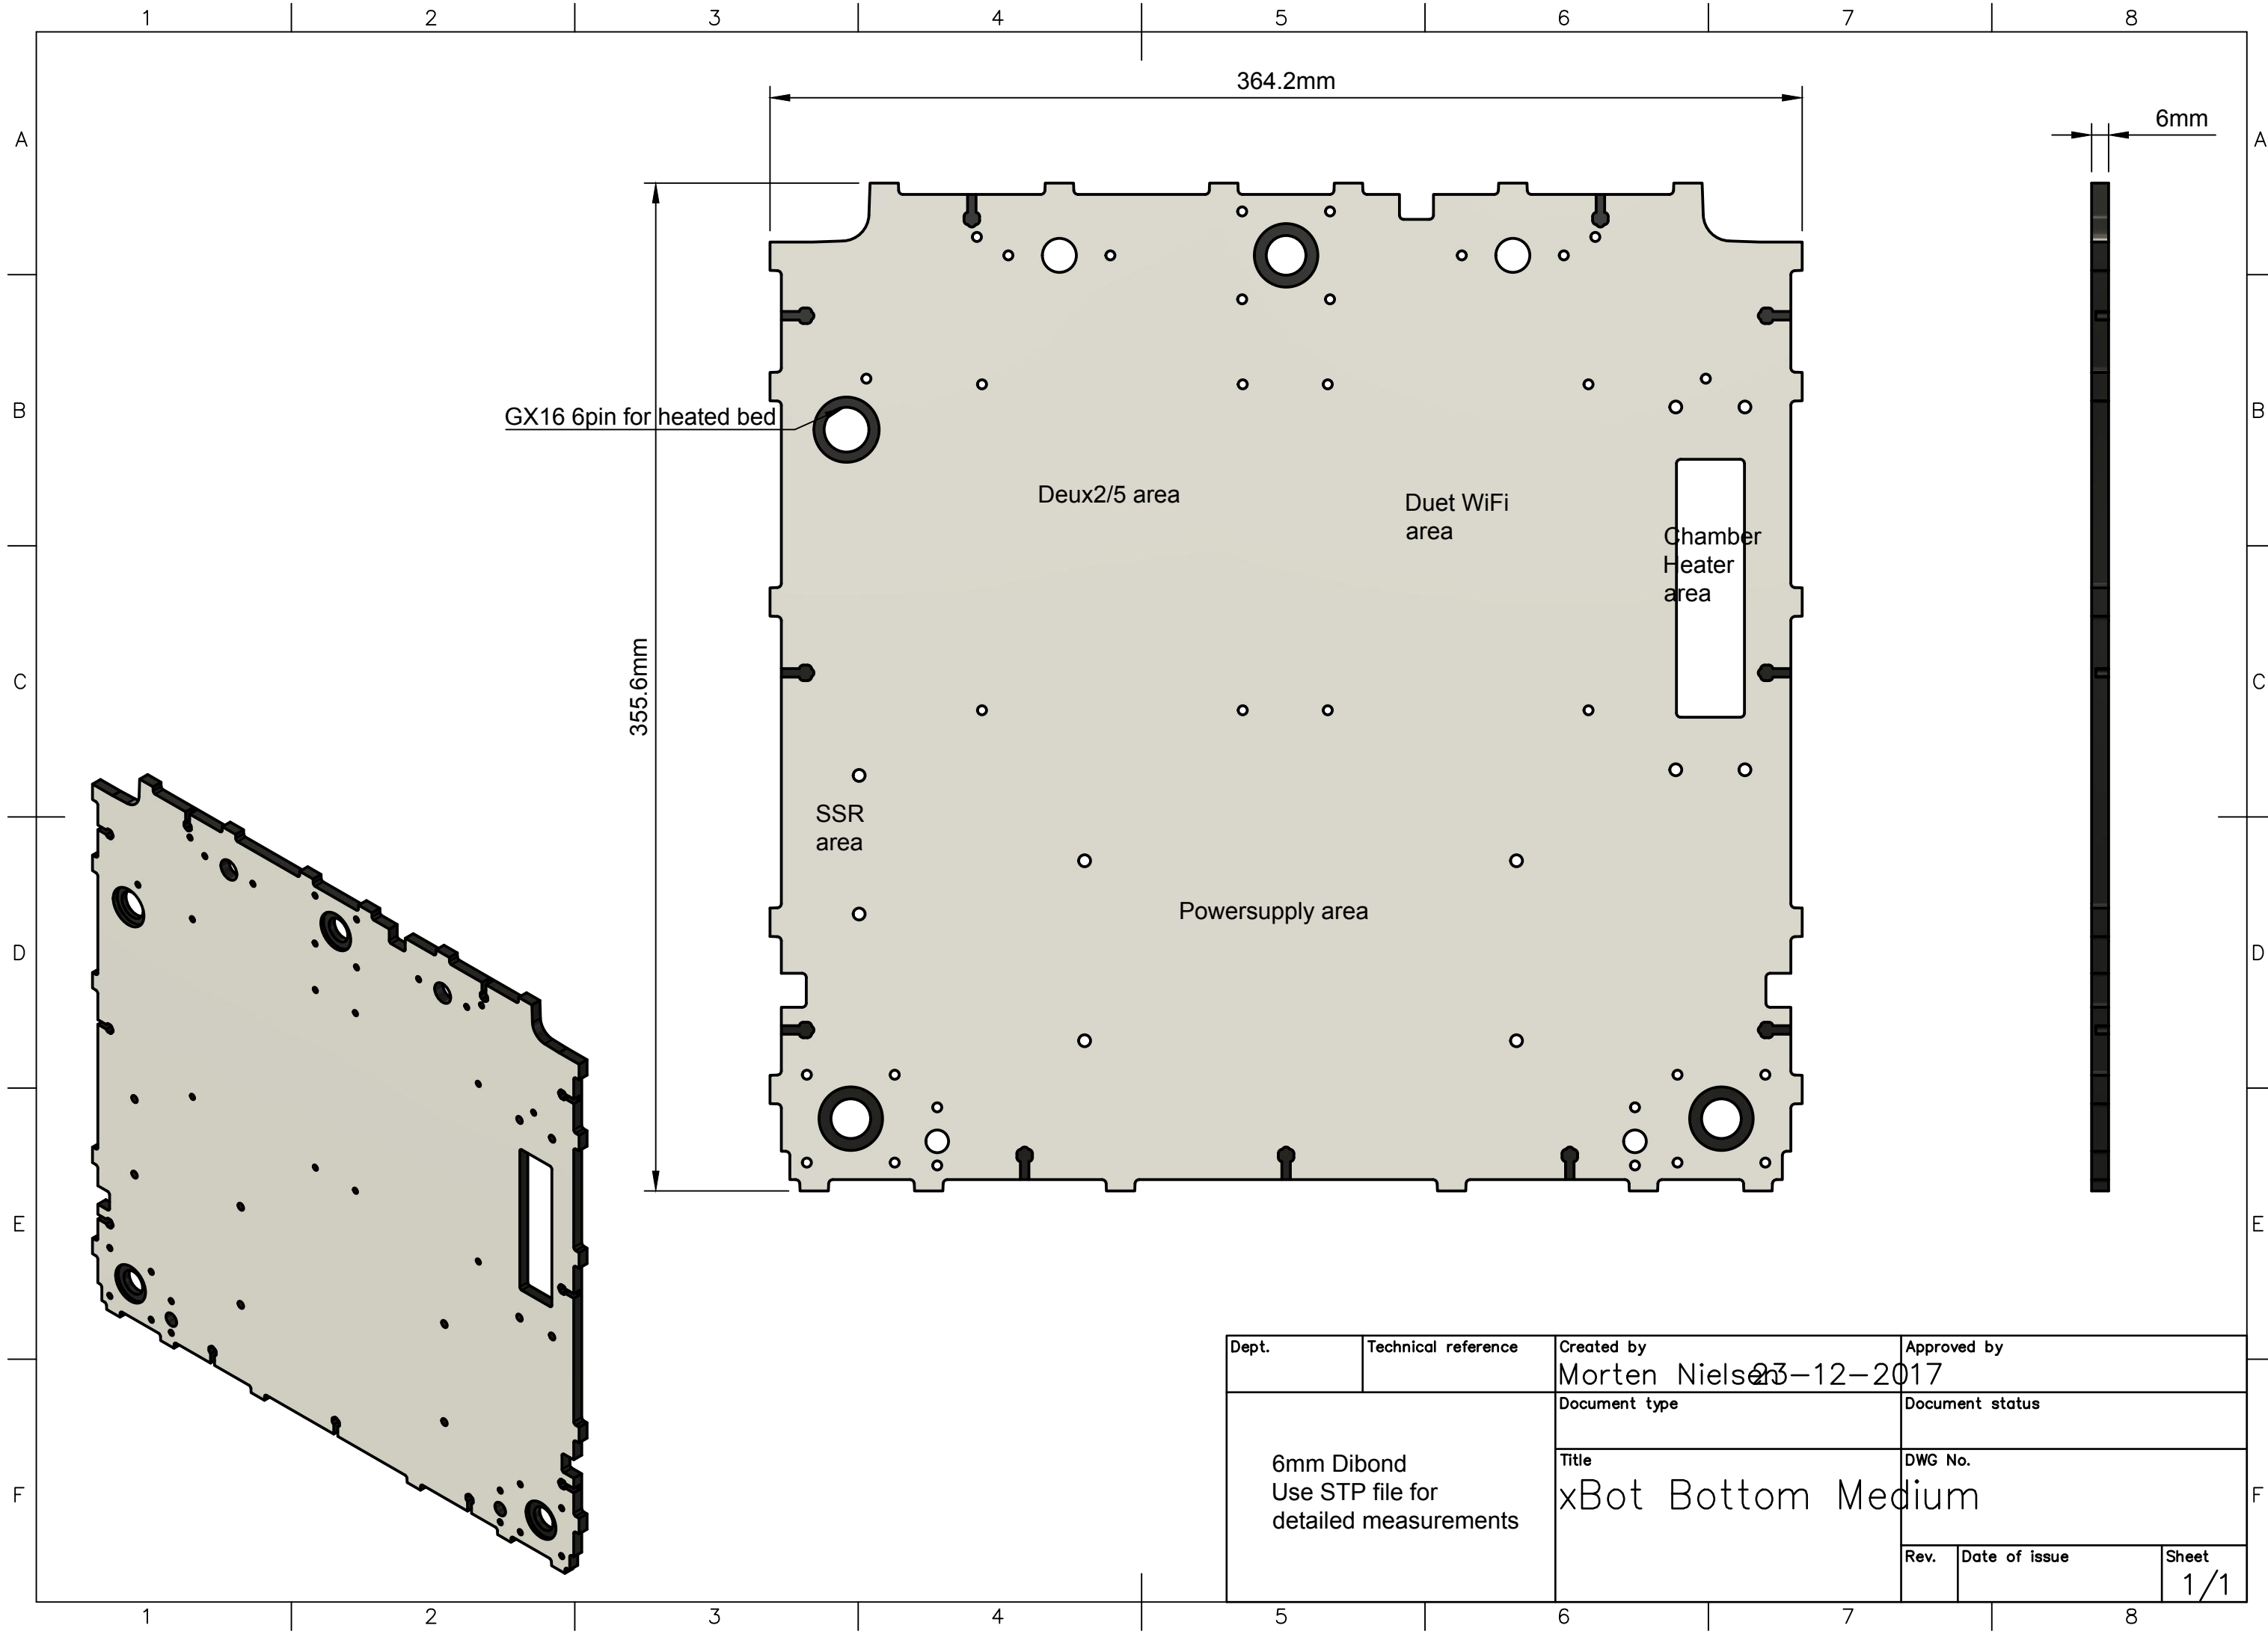 1 2 3 4 5 6 7 8
364.2mm
6mm
A A
B B
GX16 6pin for heated bed
Deux2/5 area
Duet WiFi
area
Chamber
Heater
area
355.6mm
C C
SSR
area
Powersupply area
D D
E E
Dept.
Technical reference
Created by
Morten Nielsen 23-12-2017
Approved by
Document type
Document status
6mm Dibond
Use STP file for
detailed measurements
Title
xBot Bottom Medium
DWG No.
F F
Rev.
Date of issue
Sheet
1/1
1 2 3 4 5 6 7 8